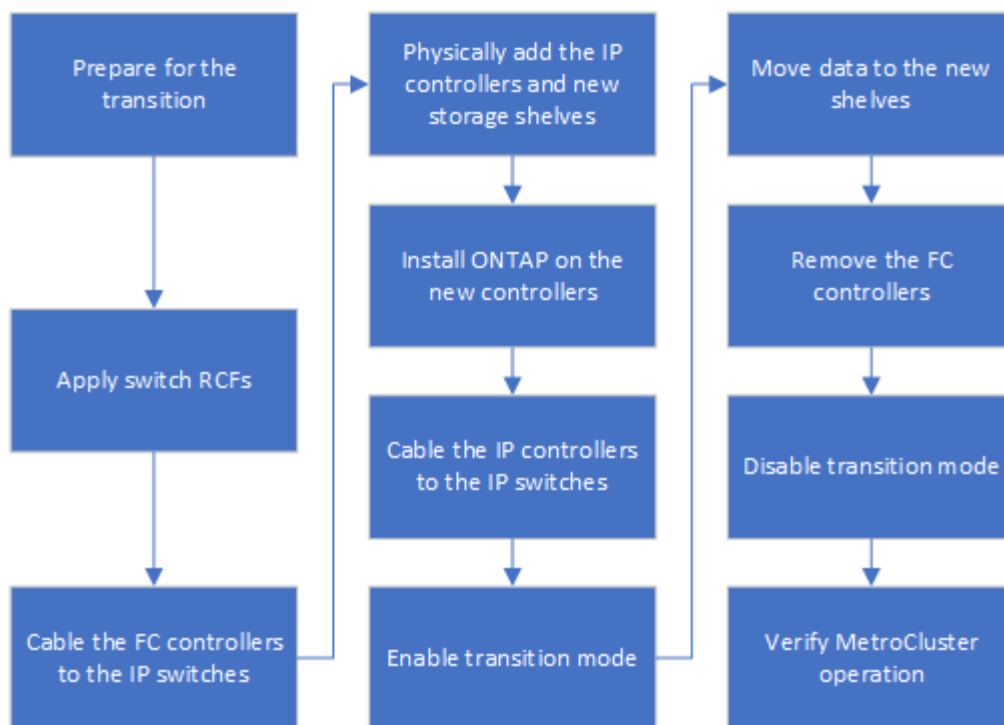 Prepare for the
transition
Apply switch RCFs
Cable the FC controllers
to the IP switches
Physically add the IP
controllers and new
storage shelves
Install ONTAP on the
new controllers
Cable the IP controllers
to the IP switches
Enable transition mode
Move data to the new
shelves
Remove the FC
controllers
Disable transition mode
Verify MetroCluster
operation